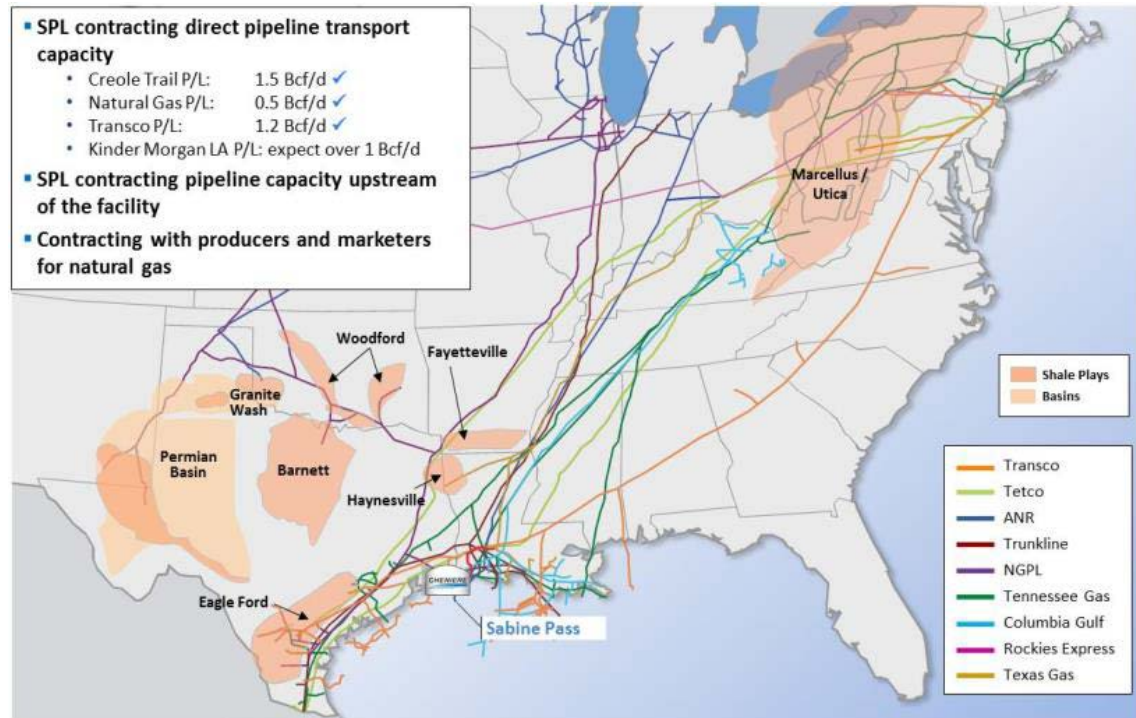 ▪ SPL contracting direct pipeline transport
capacity
• Creole Trail P/L: 1.5 Bcf/d ✓
• Natural Gas P/L: 0.5 Bcf/d ✓
• Transco P/L: 1.2 Bcf/d ✓
• Kinder Morgan LA P/L: expect over 1 Bcf/d
▪ SPL contracting pipeline capacity upstream
of the facility
▪ Contracting with producers and marketers
for natural gas
Marcellus /
Utica
Woodford
Fayetteville
Granite
Wash
Permian
Basin
Barnett
Haynesville
Eagle Ford
CHENIERE
Sabine Pass
Shale Plays
Basins
Transco
Tetco
ANR
Trunkline
NGPL
Tennessee Gas
Columbia Gulf
Rockies Express
Texas Gas